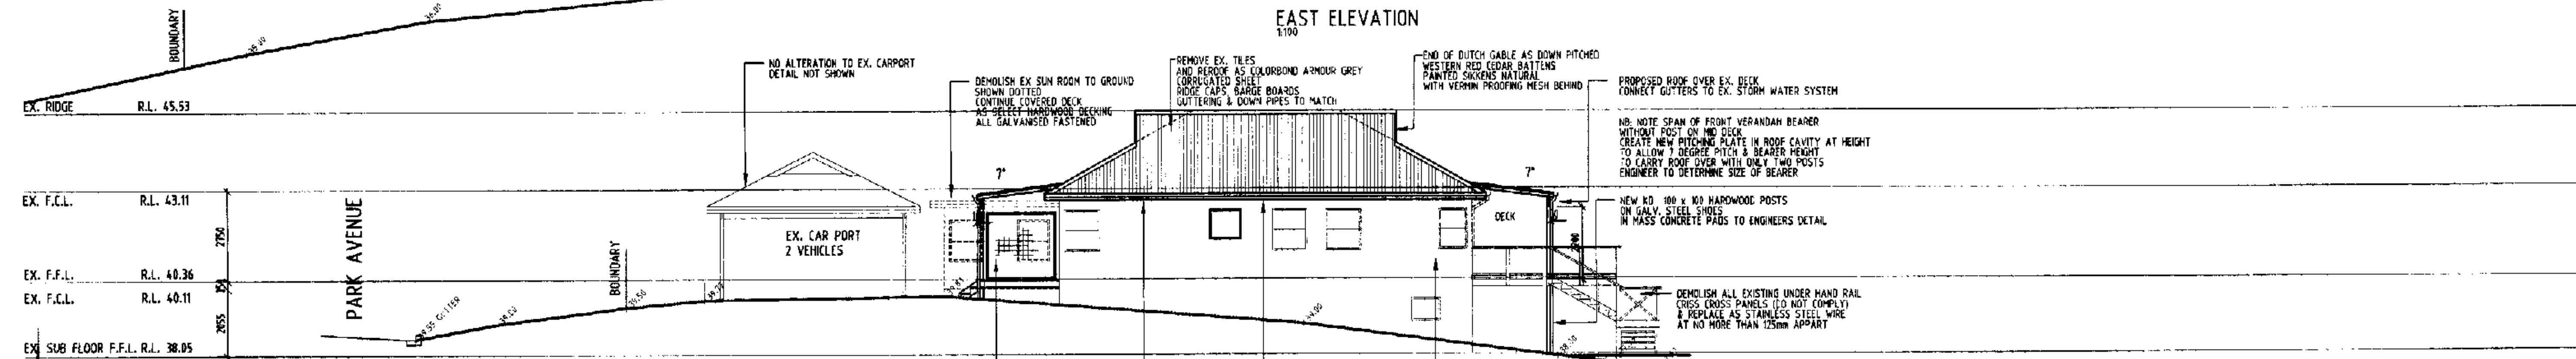 EAST ELEVATION
1:100
36.00
35.30
BOUNDARY
NO ALTERATION TO EX. CARPORT
DETAIL NOT SHOWN
DEMOLISH EX SUN ROOM TO GROUND
SHOWN DOTTED
CONTINUE COVERED DECK
AS SELECT HARDWOOD DECKING
ALL GALVANISED FASTENED
REMOVE EX. TILES
AND REROOF AS COLORBOND ARMOUR GREY
CORRUGATED SHEET
RIDGE CAPS, BARGE BOARDS
GUTTERING & DOWN PIPES TO MATCH
END OF DUTCH GABLE AS DOWN PITCHED
WESTERN RED CEDAR BATTENS
PAINTED SIKKENS NATURAL
WITH VERMIN PROOFING MESH BEHIND
PROPOSED ROOF OVER EX. DECK
CONNECT GUTTERS TO EX. STORM WATER SYSTEM
NB: NOTE SPAN OF FRONT VERANDAH BEARER
WITHOUT POST ON MID DECK
CREATE NEW PITCHING PLATE IN ROOF CAVITY AT HEIGHT
TO ALLOW 7 DEGREE PITCH & BEARER HEIGHT
TO CARRY ROOF OVER WITH ONLY TWO POSTS
ENGINEER TO DETERMINE SIZE OF BEARER
NEW KD 100 x 100 HARDWOOD POSTS
ON GALV. STEEL SHOES
IN MASS CONCRETE PADS TO ENGINEERS DETAIL
DEMOLISH ALL EXISTING UNDER HAND RAIL
CRISS CROSS PANELS (DO NOT COMPLY)
& REPLACE AS STAINLESS STEEL WIRE
AT NO MORE THAN 125mm APPART
EX. RIDGE R.L. 45.53
EX. F.C.L. R.L. 43.11
EX. F.F.L. R.L. 40.36
EX. F.C.L. R.L. 40.11
EX. SUB FLOOR F.F.L. R.L. 38.05
2750
2055
PARK AVENUE
BOUNDARY
EX. CAR PORT
2 VEHICLES
7°
7°
DECK
39.00
39.50
39.00